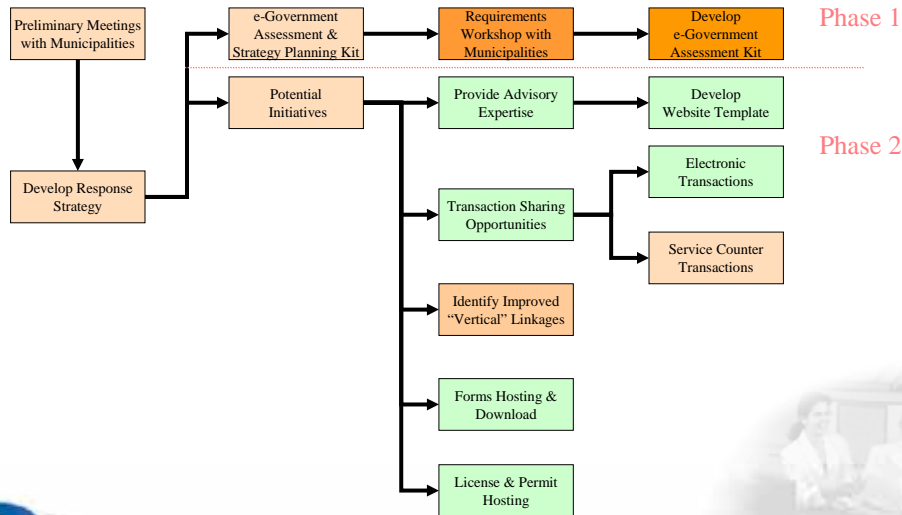 Preliminary Meetings
with Municipalities
e-Government
Assessment &
Strategy Planning Kit
Requirements
Workshop with
Municipalities
Develop
e-Government
Assessment Kit
Phase 1
Potential
Initiatives
Provide Advisory
Expertise
Develop
Website Template
Phase 2
Develop Response
Strategy
Transaction Sharing
Opportunities
Electronic
Transactions
Service Counter
Transactions
Identify Improved
“Vertical” Linkages
Forms Hosting &
Download
License & Permit
Hosting